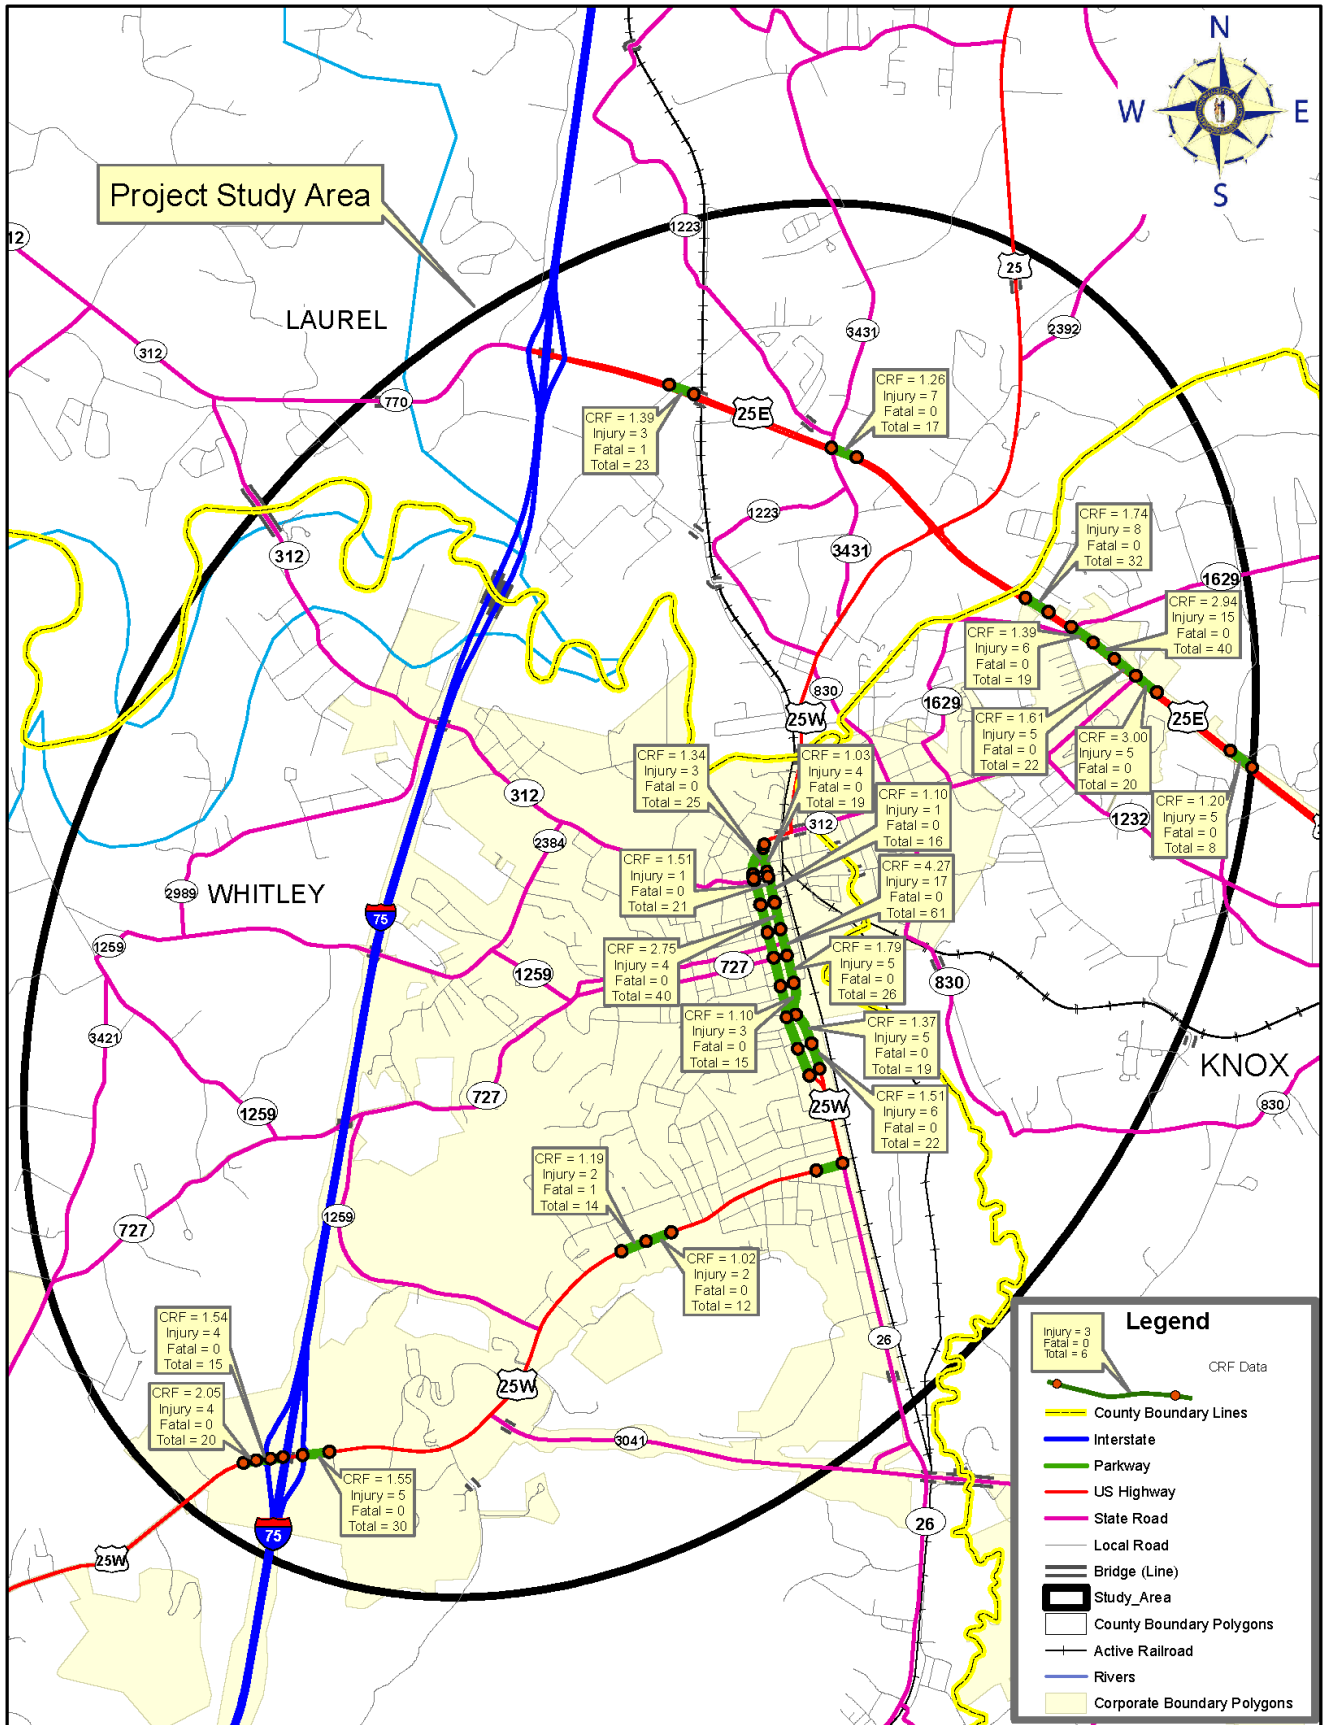 N
W
E
S
Project Study Area
12
1223
25
LAUREL
3431
2392
312
770
CRF = 1.26
Injury = 7
Fatal = 0
Total = 17
CRF = 1.39
Injury = 3
Fatal = 1
Total = 23
25E
1223
3431
312
CRF = 1.74
Injury = 8
Fatal = 0
Total = 32
1629
CRF = 2.94
Injury = 15
Fatal = 0
Total = 40
CRF = 1.39
Injury = 6
Fatal = 0
Total = 19
830
1629
25W
25E
CRF = 1.61
Injury = 5
Fatal = 0
Total = 22
CRF = 3.00
Injury = 5
Fatal = 0
Total = 20
CRF = 1.34
Injury = 3
Fatal = 0
Total = 25
CRF = 1.03
Injury = 4
Fatal = 0
Total = 19
CRF = 1.10
Injury = 1
Fatal = 0
Total = 16
CRF = 1.20
Injury = 5
Fatal = 0
Total = 8
312
312
1232
2384
CRF = 1.51
Injury = 1
Fatal = 0
Total = 21
CRF = 4.27
Injury = 17
Fatal = 0
Total = 61
2989
WHITLEY
75
1259
CRF = 2.75
Injury = 4
Fatal = 0
Total = 40
CRF = 1.79
Injury = 5
Fatal = 0
Total = 26
1259
727
830
3421
CRF = 1.10
Injury = 3
Fatal = 0
Total = 15
CRF = 1.37
Injury = 5
Fatal = 0
Total = 19
KNOX
1259
727
25W
CRF = 1.51
Injury = 6
Fatal = 0
Total = 22
830
CRF = 1.19
Injury = 2
Fatal = 1
Total = 14
727
1259
CRF = 1.02
Injury = 2
Fatal = 0
Total = 12
CRF = 1.54
Injury = 4
Fatal = 0
Total = 15
26
25W
CRF = 2.05
Injury = 4
Fatal = 0
Total = 20
3041
CRF = 1.55
Injury = 5
Fatal = 0
Total = 30
75
26
25W
Legend
Injury = 3
Fatal = 0
Total = 6
CRF Data
County Boundary Lines
Interstate
Parkway
US Highway
State Road
Local Road
Bridge (Line)
Study_Area
County Boundary Polygons
Active Railroad
Rivers
Corporate Boundary Polygons